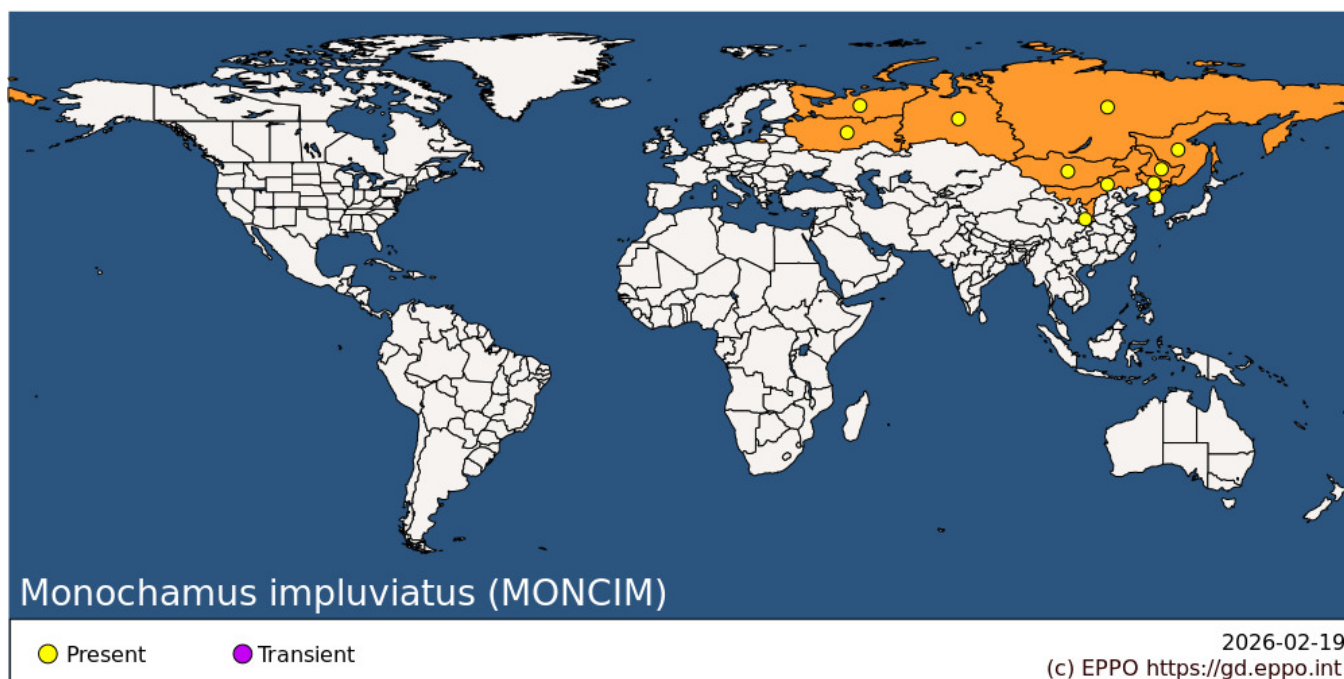 Monochamus impluviatus (MONCIM)
Present
Transient
2026-02-19
(c) EPPO https://gd.eppo.int